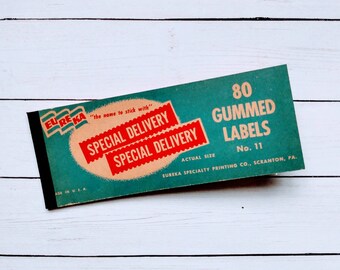 EUREKA
"the name to stick with"
SPECIAL DELIVERY
SPECIAL DELIVERY
ACTUAL SIZE
80
GUMMED
LABELS
No. 11
EUREKA SPECIALTY PRINTING CO., SCRANTON, PA.
IN U.S.A.